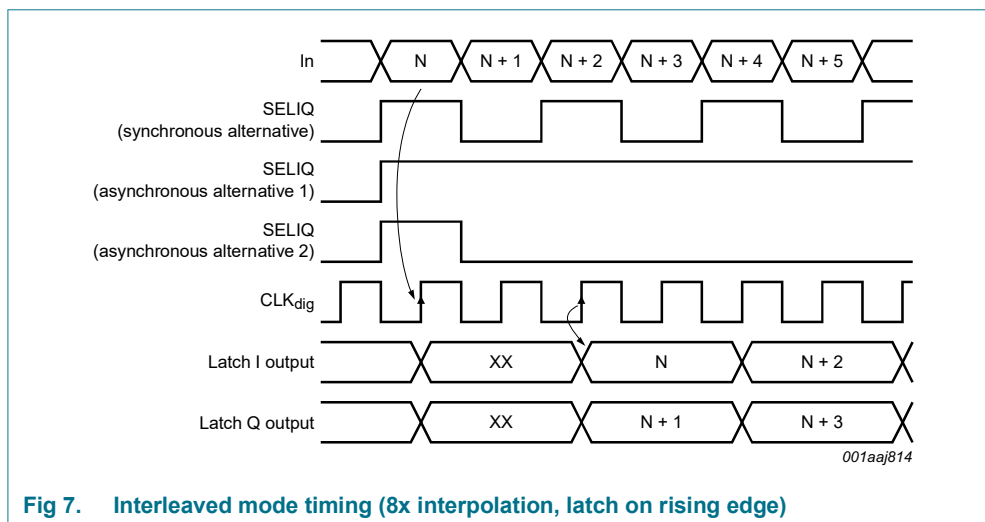 In
N
N + 1
N + 2
N + 3
N + 4
N + 5
SELIQ
(synchronous alternative)
SELIQ
(asynchronous alternative 1)
SELIQ
(asynchronous alternative 2)
CLKdig
Latch I output
XX
N
N + 2
Latch Q output
XX
N + 1
N + 3
001aaj814
Fig 7. Interleaved mode timing (8x interpolation, latch on rising edge)